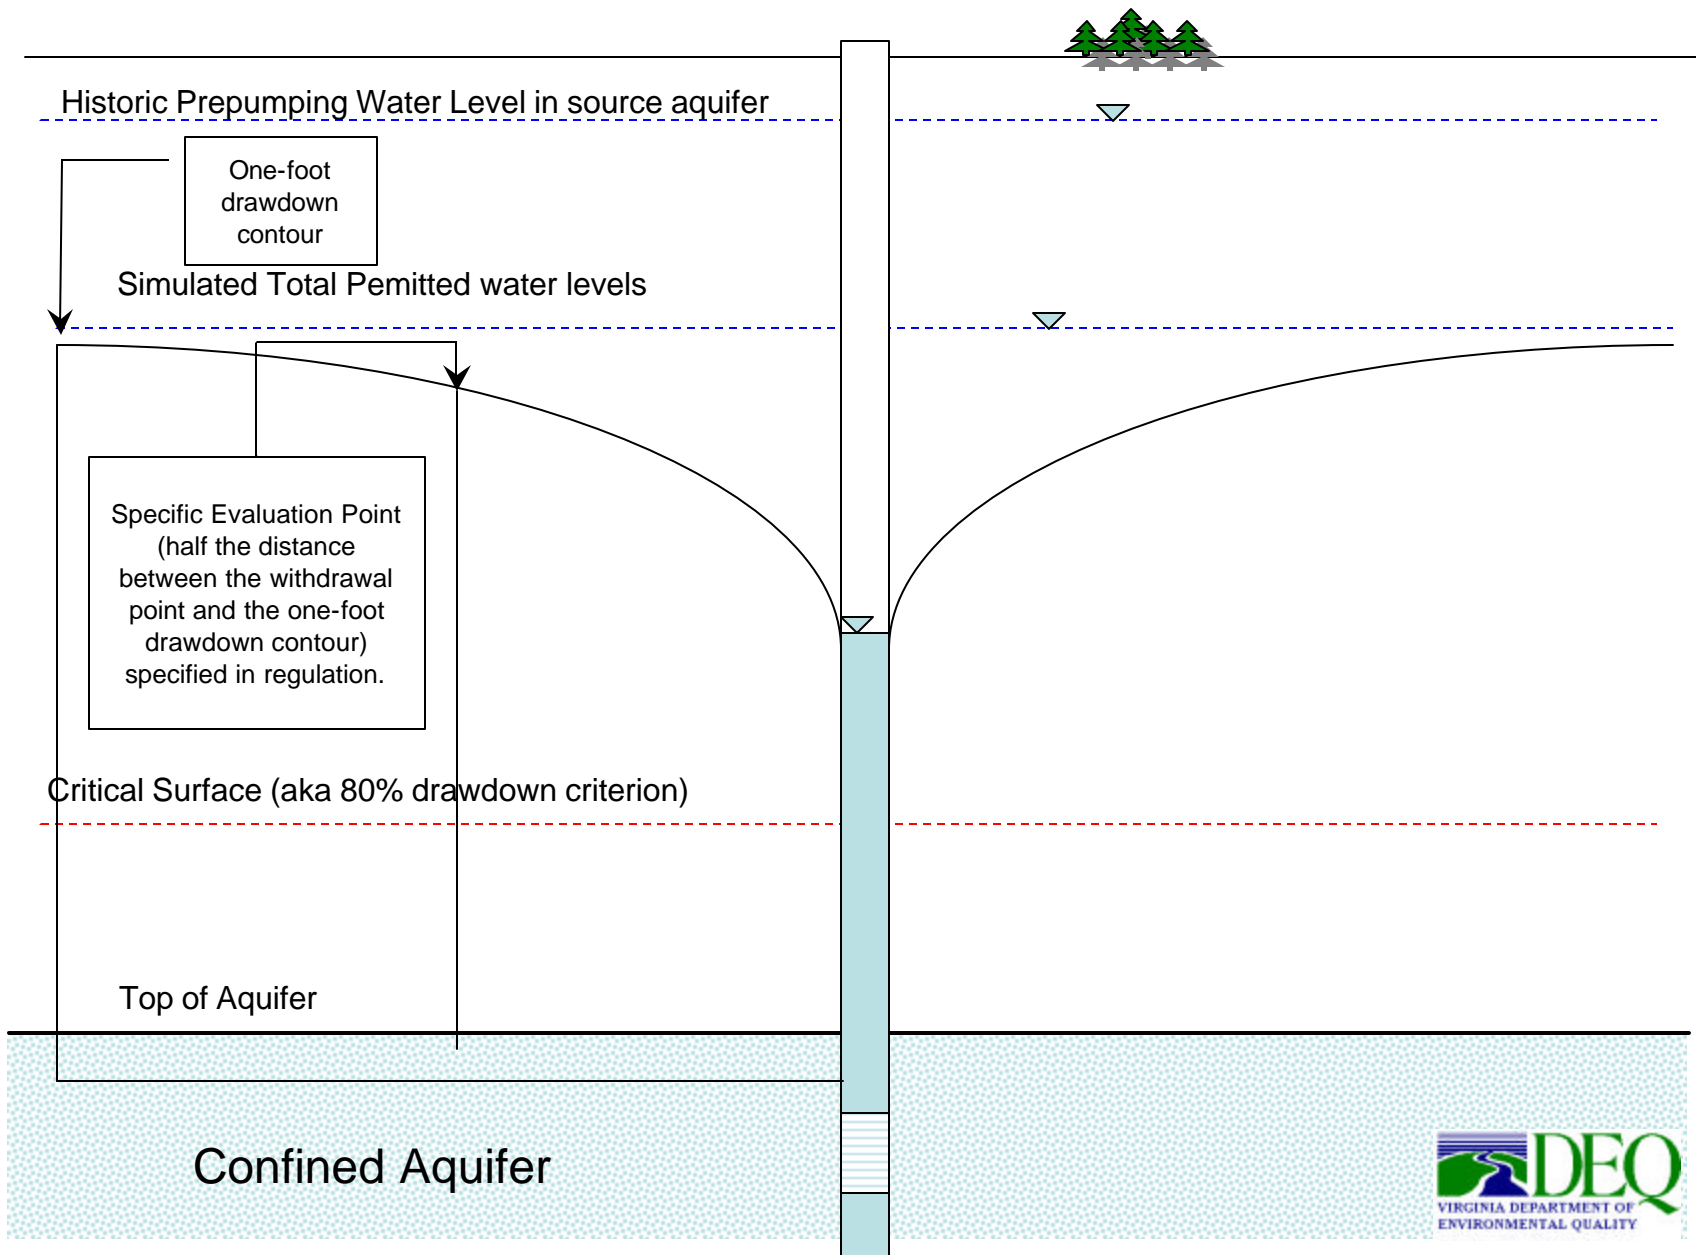 Historic Prepumping Water Level in source aquifer
One-foot
drawdown
contour
Simulated Total Pemitted water levels
Specific Evaluation Point
(half the distance
between the withdrawal
point and the one-foot
drawdown contour)
specified in regulation.
Critical Surface (aka 80% drawdown criterion)
Top of Aquifer
Confined Aquifer
DEQ
VIRGINIA DEPARTMENT OF
ENVIRONMENTAL QUALITY